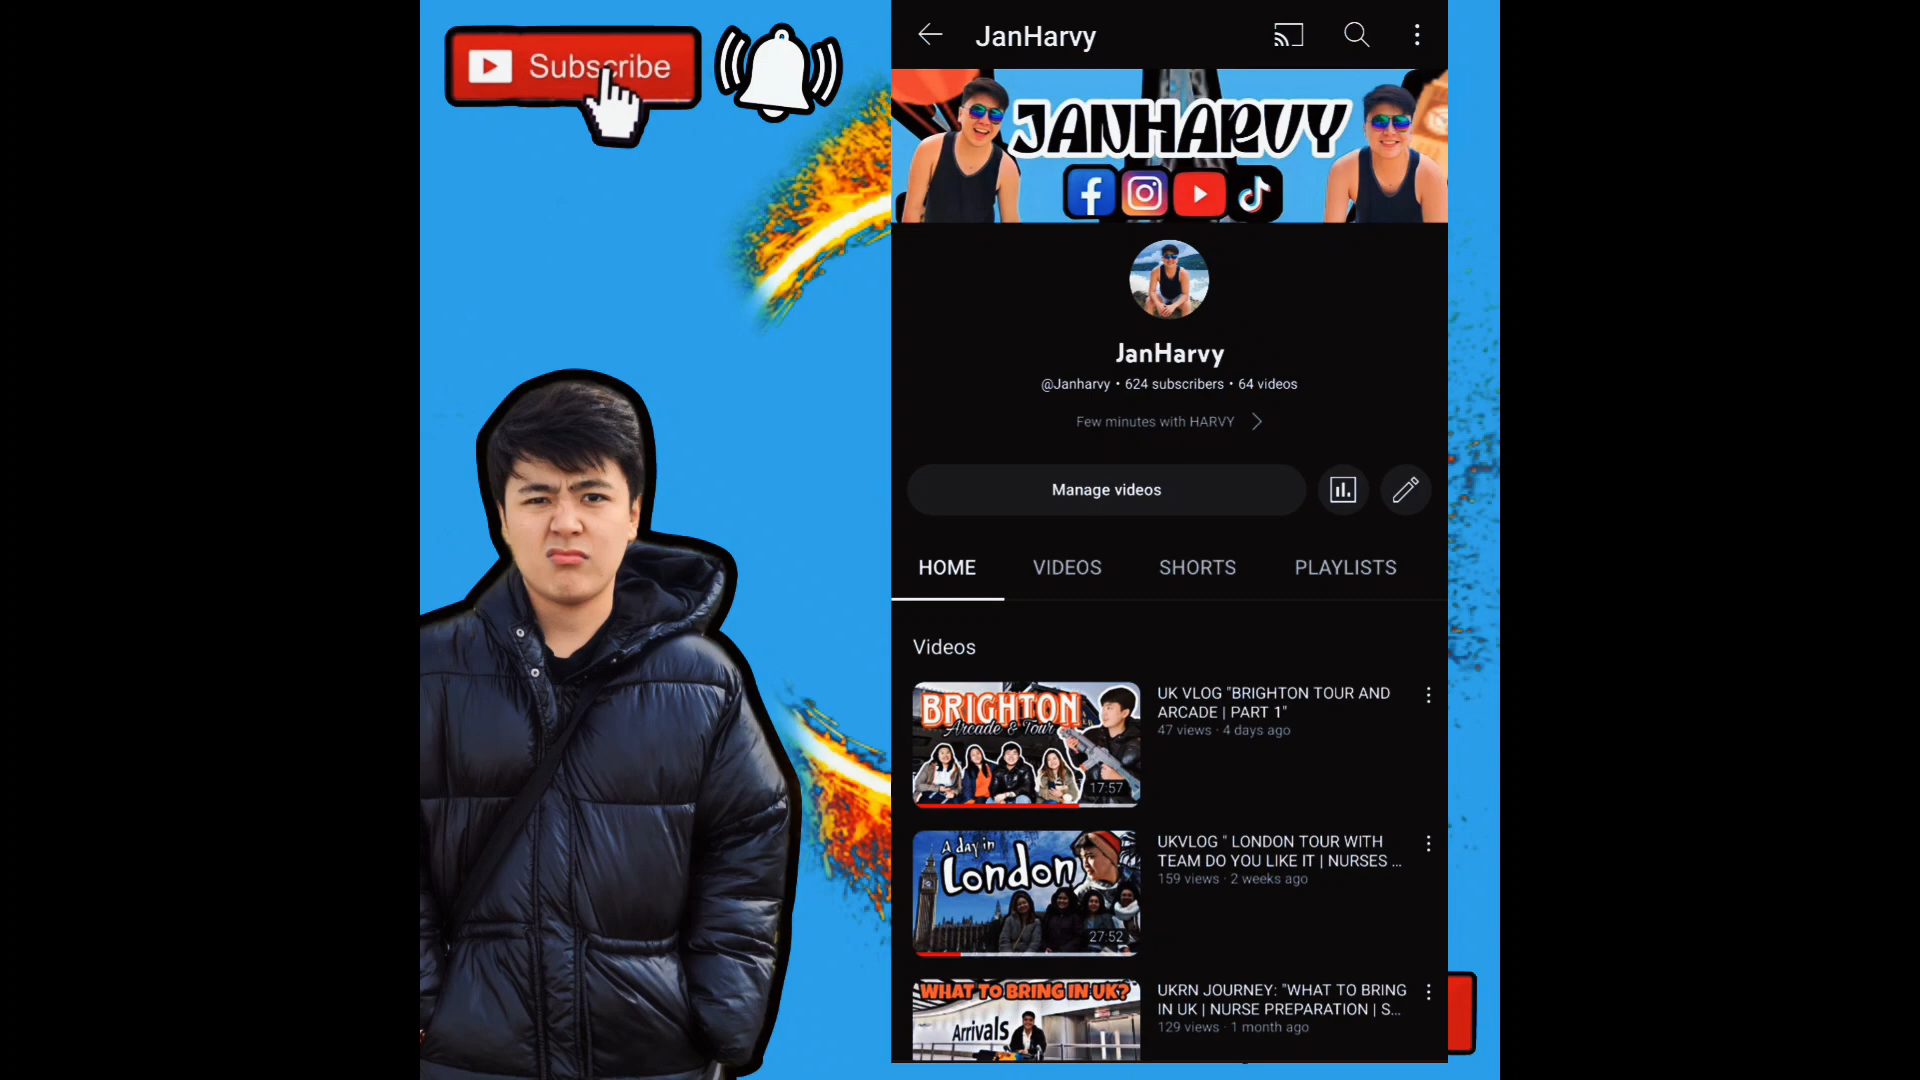 Subscribe
JanHarvy
JANHARVY
JanHarvy
@Janharvy • 624 subscribers • 64 videos
Few minutes with HARVY
Manage videos
HOME
VIDEOS
SHORTS
PLAYLISTS
Videos
BRIGHTON
Arcade & Tour
17:57
UK VLOG "BRIGHTON TOUR AND
ARCADE | PART 1"
47 views · 4 days ago
A day in
London
27:52
UKVLOG " LONDON TOUR WITH
TEAM DO YOU LIKE IT | NURSES ...
159 views · 2 weeks ago
"WHAT TO BRING IN UK?
Arrivals
UKRN JOURNEY: "WHAT TO BRING
IN UK | NURSE PREPARATION | S...
129 views · 1 month ago